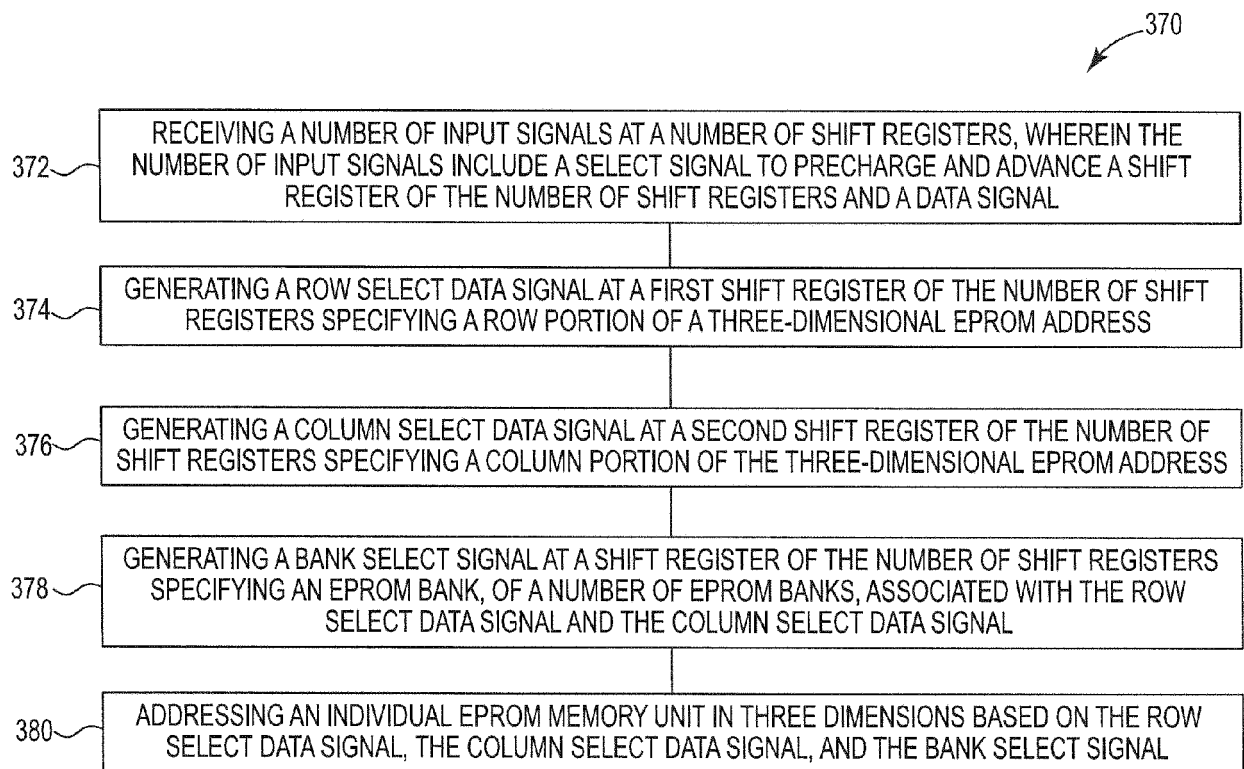 370
372
RECEIVING A NUMBER OF INPUT SIGNALS AT A NUMBER OF SHIFT REGISTERS, WHEREIN THE
NUMBER OF INPUT SIGNALS INCLUDE A SELECT SIGNAL TO PRECHARGE AND ADVANCE A SHIFT
REGISTER OF THE NUMBER OF SHIFT REGISTERS AND A DATA SIGNAL
374
GENERATING A ROW SELECT DATA SIGNAL AT A FIRST SHIFT REGISTER OF THE NUMBER OF SHIFT
REGISTERS SPECIFYING A ROW PORTION OF A THREE-DIMENSIONAL EPROM ADDRESS
376
GENERATING A COLUMN SELECT DATA SIGNAL AT A SECOND SHIFT REGISTER OF THE NUMBER OF
SHIFT REGISTERS SPECIFYING A COLUMN PORTION OF THE THREE-DIMENSIONAL EPROM ADDRESS
378
GENERATING A BANK SELECT SIGNAL AT A SHIFT REGISTER OF THE NUMBER OF SHIFT REGISTERS
SPECIFYING AN EPROM BANK, OF A NUMBER OF EPROM BANKS, ASSOCIATED WITH THE ROW
SELECT DATA SIGNAL AND THE COLUMN SELECT DATA SIGNAL
380
ADDRESSING AN INDIVIDUAL EPROM MEMORY UNIT IN THREE DIMENSIONS BASED ON THE ROW
SELECT DATA SIGNAL, THE COLUMN SELECT DATA SIGNAL, AND THE BANK SELECT SIGNAL